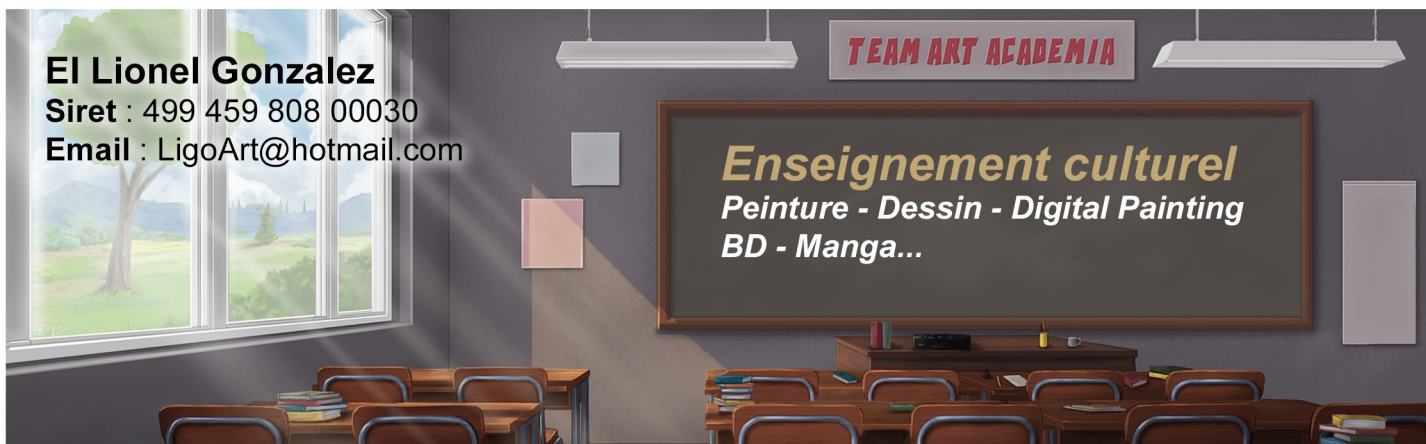 EI Lionel Gonzalez
Siret : 499 459 808 00030
Email : LigoArt@hotmail.com
TEAM ART ACADEMIA
Enseignement culturel
Peinture - Dessin - Digital Painting
BD - Manga...